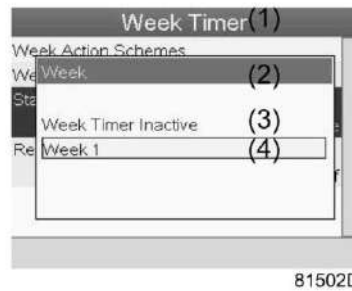 Week Timer (1)
Week Action Schemes
We
Week (2)
Sta
Week Timer Inactive (3)
e
Re Week 1 (4)
f
81502D